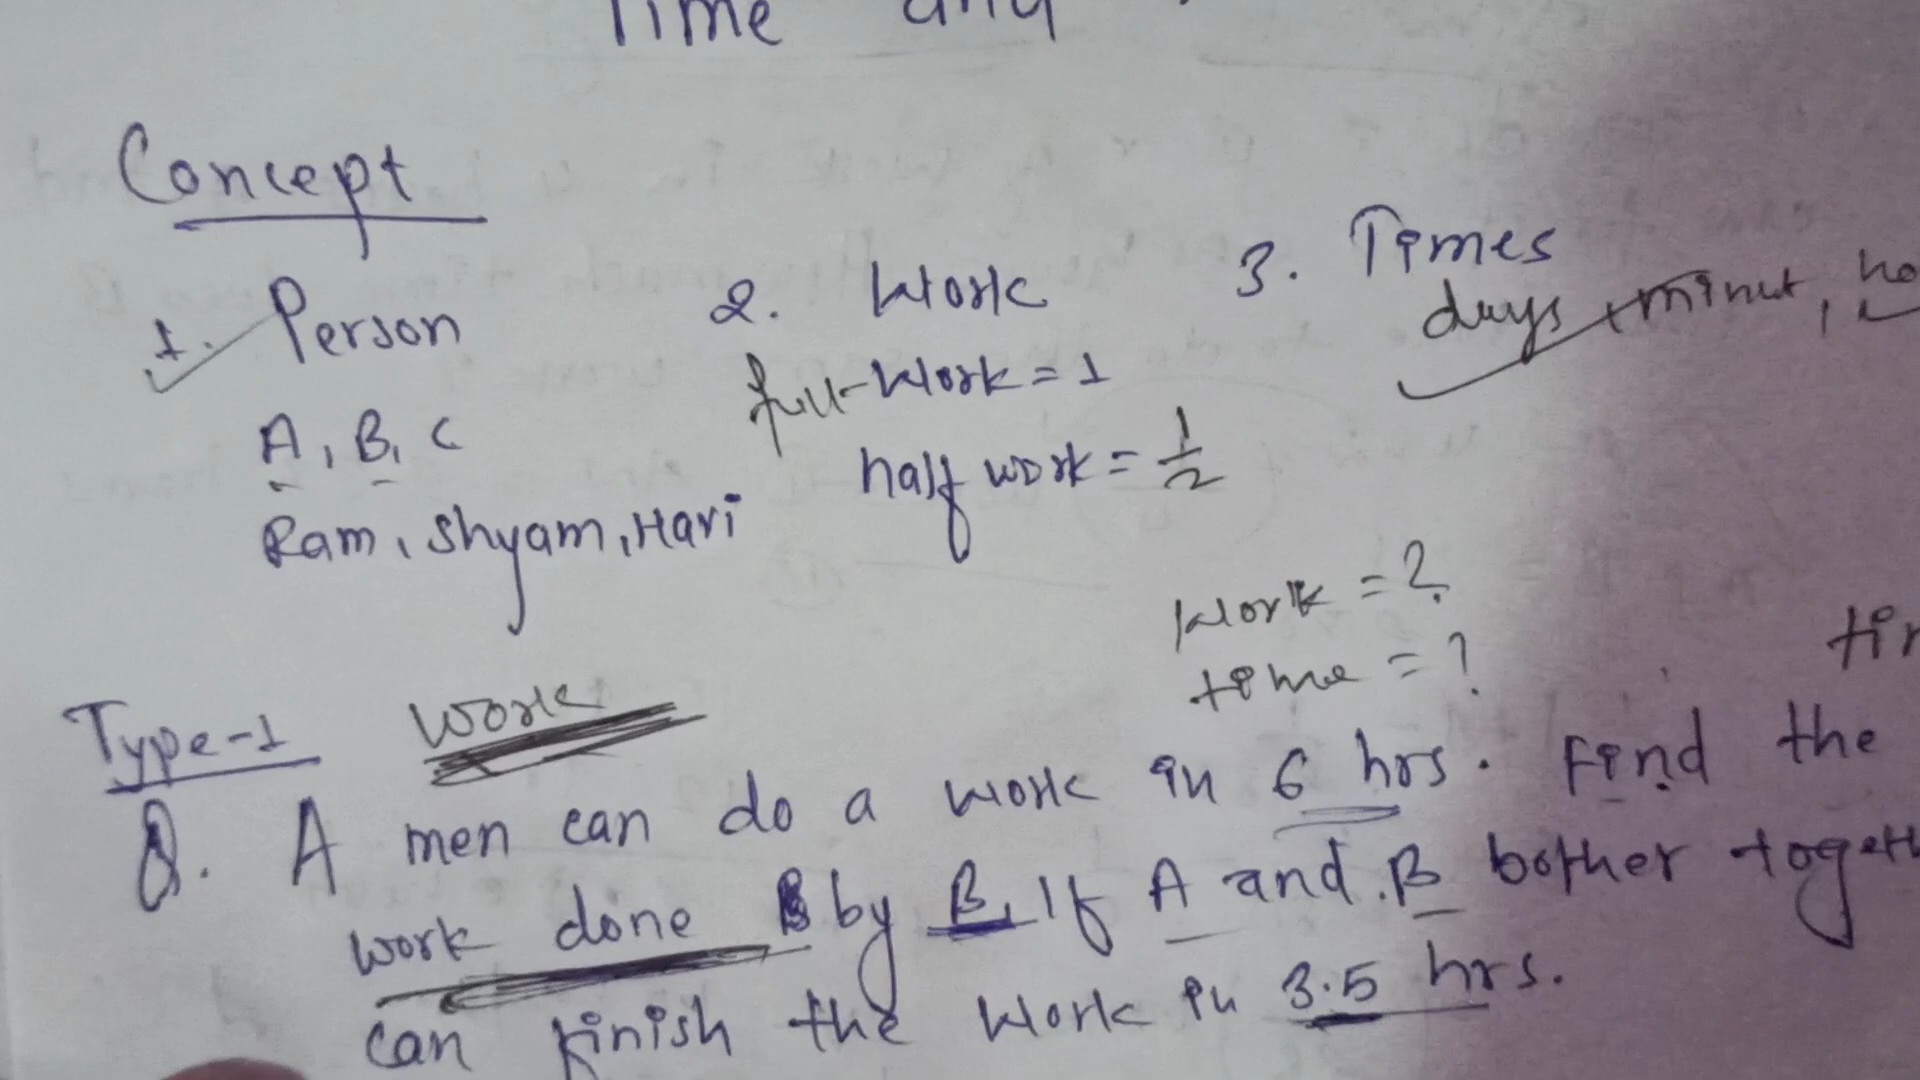 Time and
Concept
1. Person 2. Work 3. Times
days, minut,
A, B, C full-work = 1
Ram, Shyam, Hari half work = 1/2
Work = ?
time = ?
Type-1 Work
Q. A men can do a work in 6 hrs. Find the
work done by B, If A and B bother
can finish the work in 3.5 hrs.